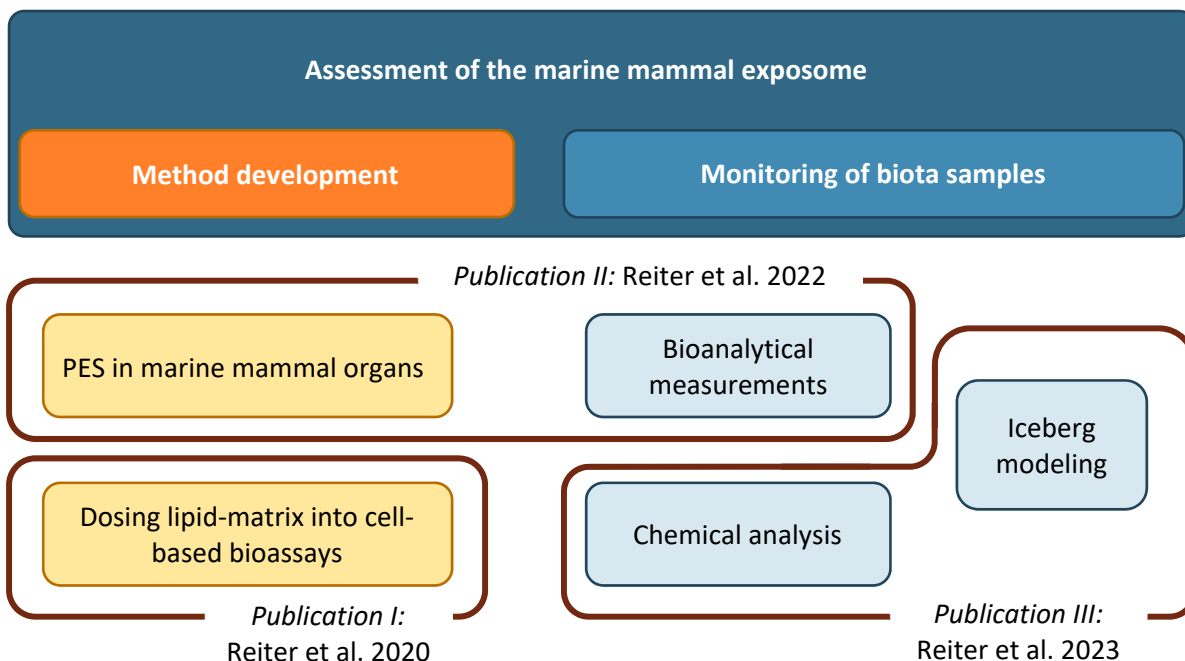 Assessment of the marine mammal exposome
Method development
Monitoring of biota samples
Publication II: Reiter et al. 2022
PES in marine mammal organs
Bioanalytical
measurements
Iceberg
modeling
Dosing lipid-matrix into cell-
based bioassays
Chemical analysis
Publication I:
Reiter et al. 2020
Publication III:
Reiter et al. 2023